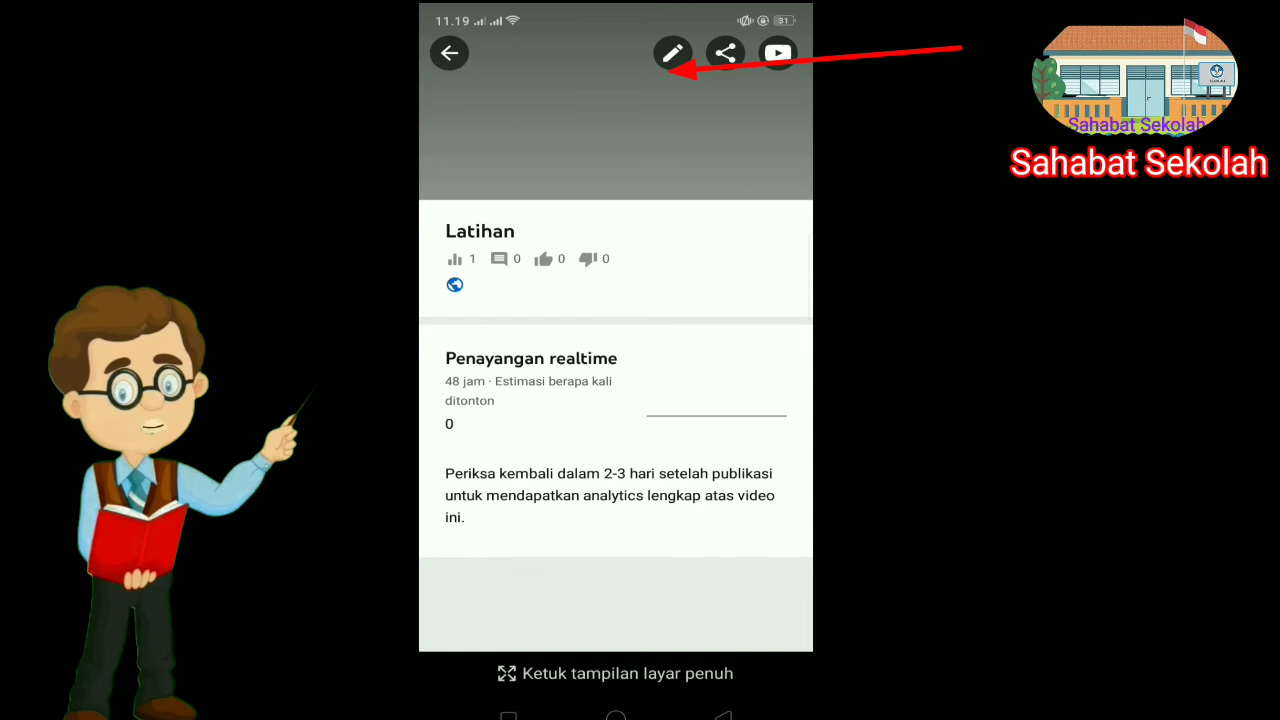 11.19
31
Sahabat Sekolah
Sahabat Sekolah
Latihan
1 0 0 0
Penayangan realtime
48 jam · Estimasi berapa kali
ditonton
0
Periksa kembali dalam 2-3 hari setelah publikasi
untuk mendapatkan analytics lengkap atas video
ini.
Ketuk tampilan layar penuh